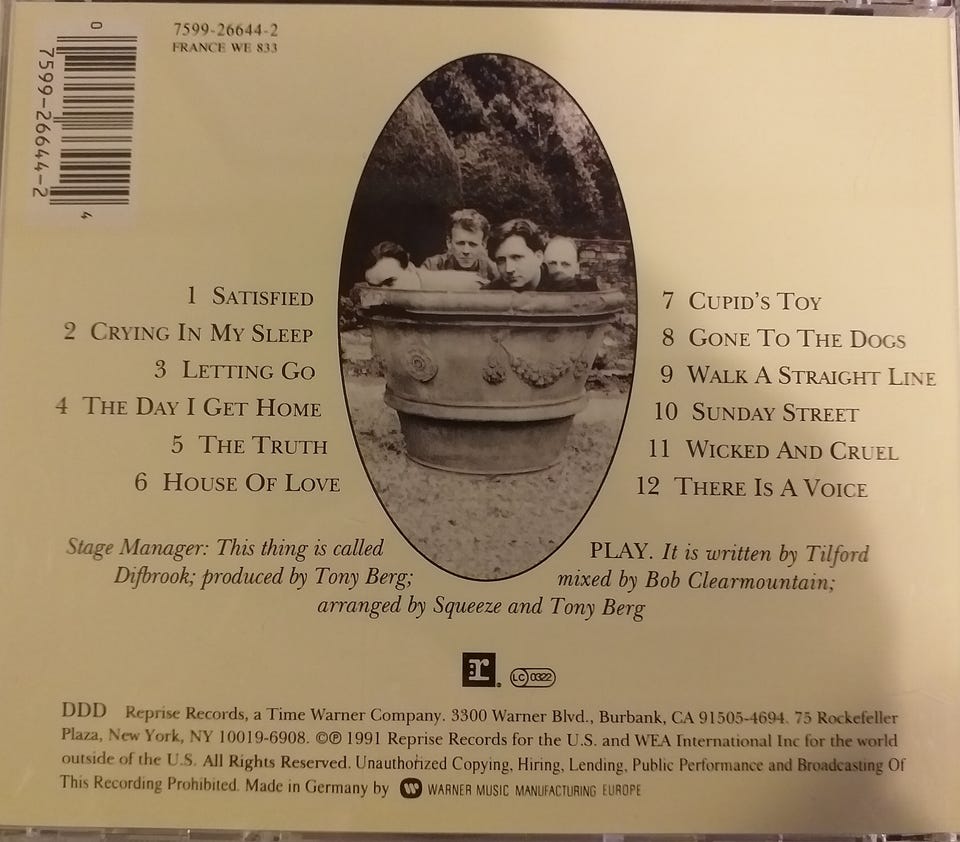 7599-26644-2
FRANCE WE 833
0
7599-26644-2
4
1 SATISFIED
2 CRYING IN MY SLEEP
3 LETTING GO
4 THE DAY I GET HOME
5 THE TRUTH
6 HOUSE OF LOVE
7 CUPID'S TOY
8 GONE TO THE DOGS
9 WALK A STRAIGHT LINE
10 SUNDAY STREET
11 WICKED AND CRUEL
12 THERE IS A VOICE
Stage Manager: This thing is called PLAY. It is written by Tilford
Difbrook; produced by Tony Berg; mixed by Bob Clearmountain;
arranged by Squeeze and Tony Berg
:r.
LC 0322
DDD Reprise Records, a Time Warner Company. 3300 Warner Blvd., Burbank, CA 91505-4694. 75 Rockefeller
Plaza, New York, NY 10019-6908. ©℗ 1991 Reprise Records for the U.S. and WEA International Inc for the world
outside of the U.S. All Rights Reserved. Unauthorized Copying, Hiring, Lending, Public Performance and Broadcasting Of
This Recording Prohibited. Made in Germany by WARNER MUSIC MANUFACTURING EUROPE